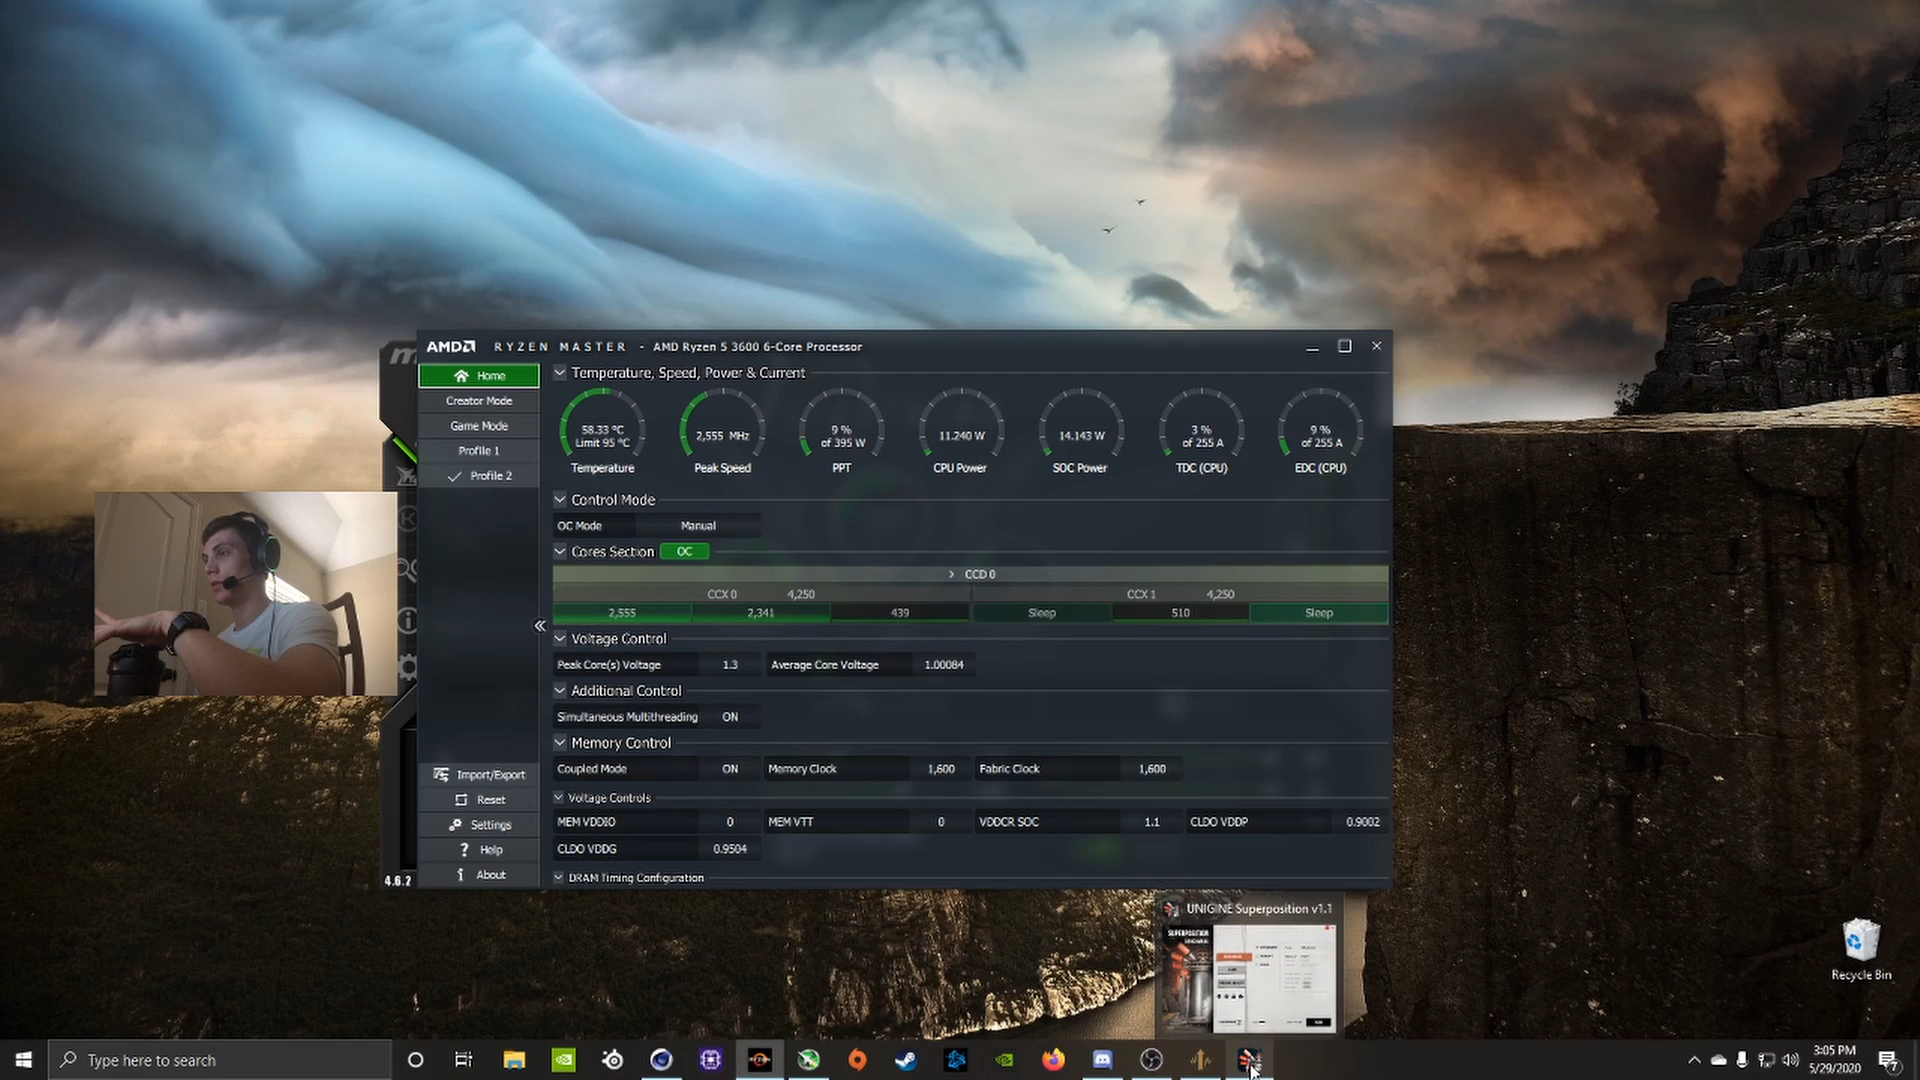 AMD RYZEN MASTER - AMD Ryzen 5 3600 6-Core Processor
Home
Creator Mode
Game Mode
Profile 1
Profile 2
Temperature, Speed, Power & Current
58.33 °C
Limit 95 °C
Temperature
2,555 MHz
Peak Speed
9 %
of 395 W
PPT
11.240 W
CPU Power
14.143 W
SOC Power
3 %
of 255 A
TDC (CPU)
9 %
of 255 A
EDC (CPU)
Control Mode
OC Mode Manual
Cores Section OC
CCD 0
CCX 0 4,250 CCX 1 4,250
2,555 2,341 439 Sleep 510 Sleep
Voltage Control
Peak Core(s) Voltage 1.3 Average Core Voltage 1.00084
Additional Control
Simultaneous Multithreading ON
Memory Control
Coupled Mode ON Memory Clock 1,600 Fabric Clock 1,600
Voltage Controls
MEM VDDIO 0 MEM VTT 0 VDDCR SOC 1.1 CLDO VDDP 0.9002
CLDO VDDG 0.9504
DRAM Timing Configuration
Import/Export
Reset
Settings
Help
About
4.6.2
UNIGINE Superposition v1.1
SUPERPOSITION
Recycle Bin
Type here to search
3:05 PM
5/29/2020